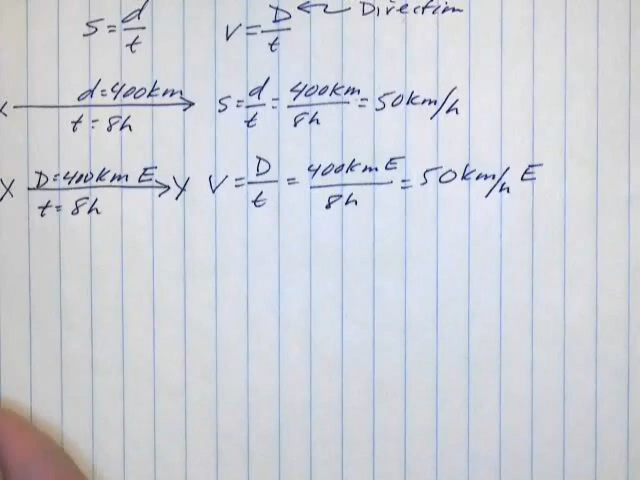 s = d/t V = D/t ← Direction
d = 400km s = d/t = 400km/8h = 50km/h
t = 8h
X D = 400km E Y V = D/t = 400km E/8h = 50km/h E
t = 8h